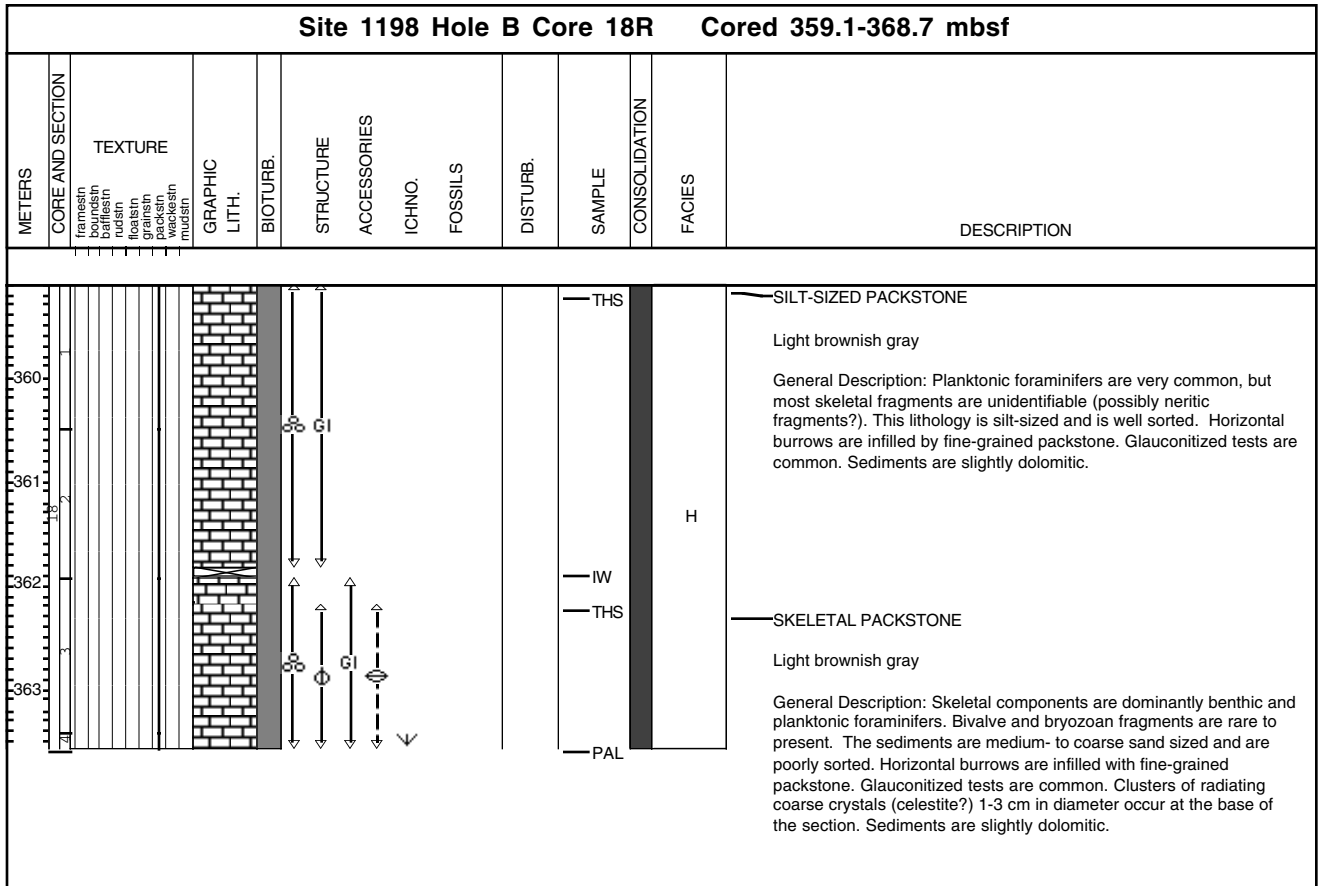 Site 1198 Hole B Core 18R Cored 359.1-368.7 mbsf
METERS
CORE AND SECTION
TEXTURE
framestn
boundstn
bafflestn
rudstn
floatstn
grainstn
packstn
wackestn
mudstn
GRAPHIC
LITH.
BIOTURB.
STRUCTURE
ACCESSORIES
ICHNO.
FOSSILS
DISTURB.
SAMPLE
CONSOLIDATION
FACIES
DESCRIPTION
THS
SILT-SIZED PACKSTONE
Light brownish gray
1
360
General Description: Planktonic foraminifers are very common, but
most skeletal fragments are unidentifiable (possibly neritic
fragments?). This lithology is silt-sized and is well sorted. Horizontal
burrows are infilled by fine-grained packstone. Glauconitized tests are
common. Sediments are slightly dolomitic.
Gl
361
2
18
H
362
IW
THS
SKELETAL PACKSTONE
3
Gl
Light brownish gray
363
General Description: Skeletal components are dominantly benthic and
planktonic foraminifers. Bivalve and bryozoan fragments are rare to
present. The sediments are medium- to coarse sand sized and are
poorly sorted. Horizontal burrows are infilled with fine-grained
packstone. Glauconitized tests are common. Clusters of radiating
coarse crystals (celestite?) 1-3 cm in diameter occur at the base of
the section. Sediments are slightly dolomitic.
4
PAL